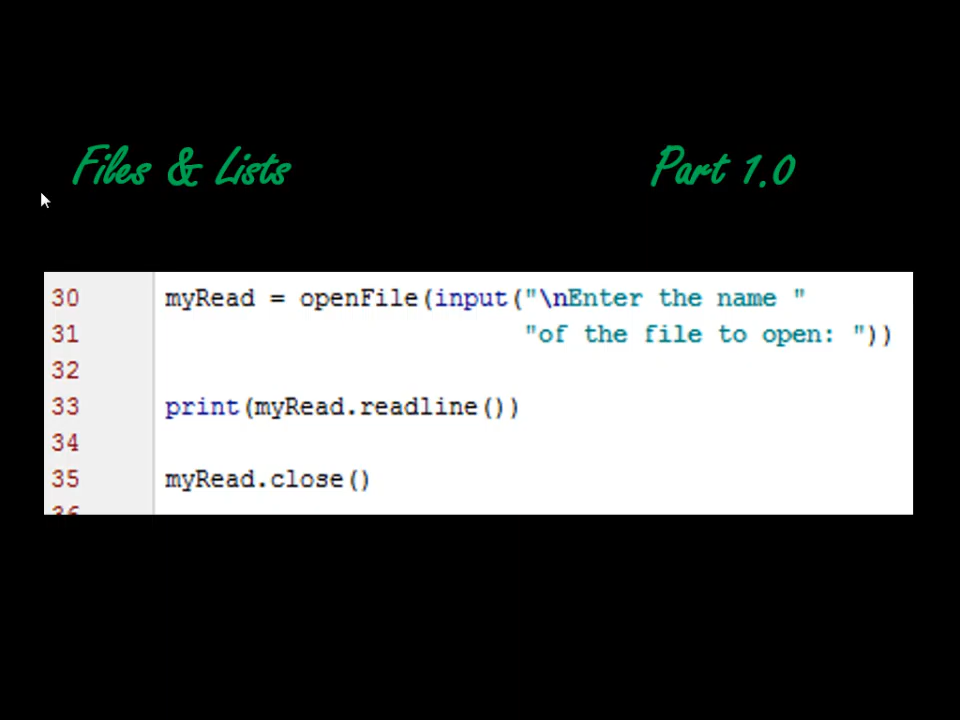 Files & Lists Part 1.0
30 myRead = openFile(input("\nEnter the name "
31 "of the file to open: "))
32
33 print(myRead.readline())
34
35 myRead.close()